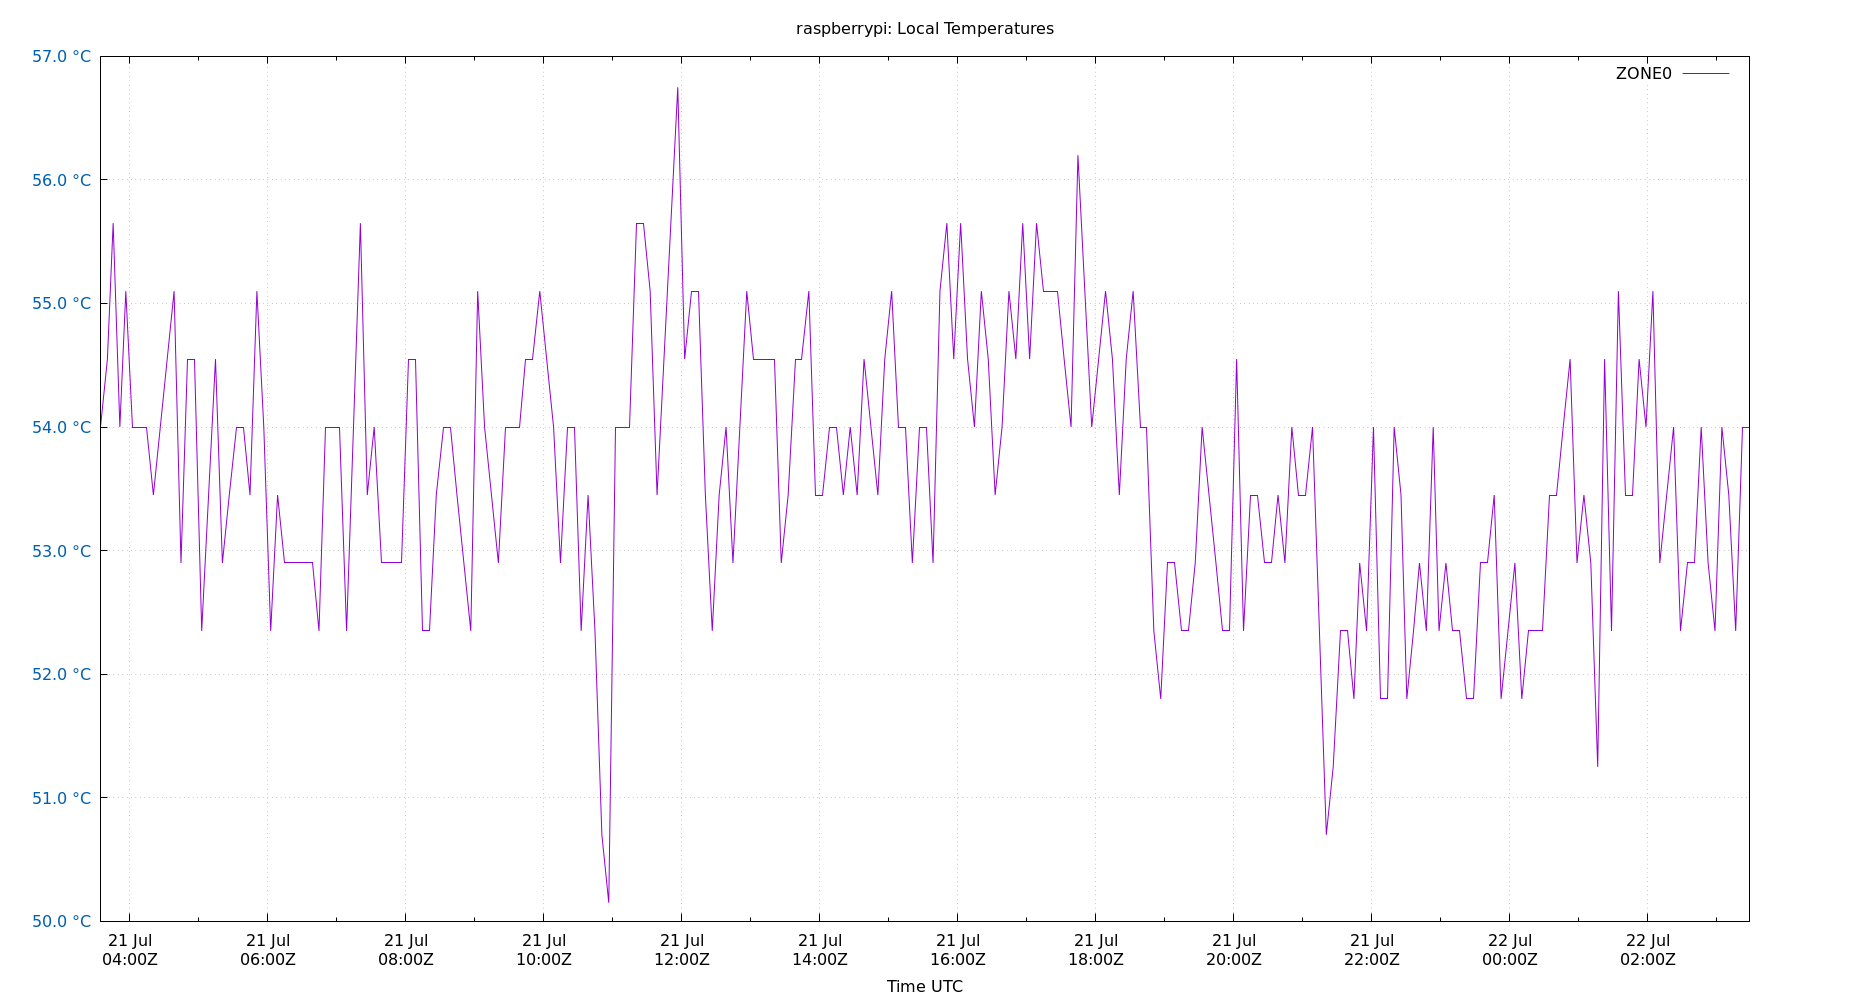 raspberrypi: Local Temperatures
57.0 °C
ZONE0
56.0 °C
55.0 °C
54.0 °C
53.0 °C
52.0 °C
51.0 °C
50.0 °C
21 Jul 21 Jul 21 Jul 21 Jul 21 Jul 21 Jul 21 Jul 21 Jul 21 Jul 21 Jul 22 Jul 22 Jul
04:00Z 06:00Z 08:00Z 10:00Z 12:00Z 14:00Z 16:00Z 18:00Z 20:00Z 22:00Z 00:00Z 02:00Z
Time UTC